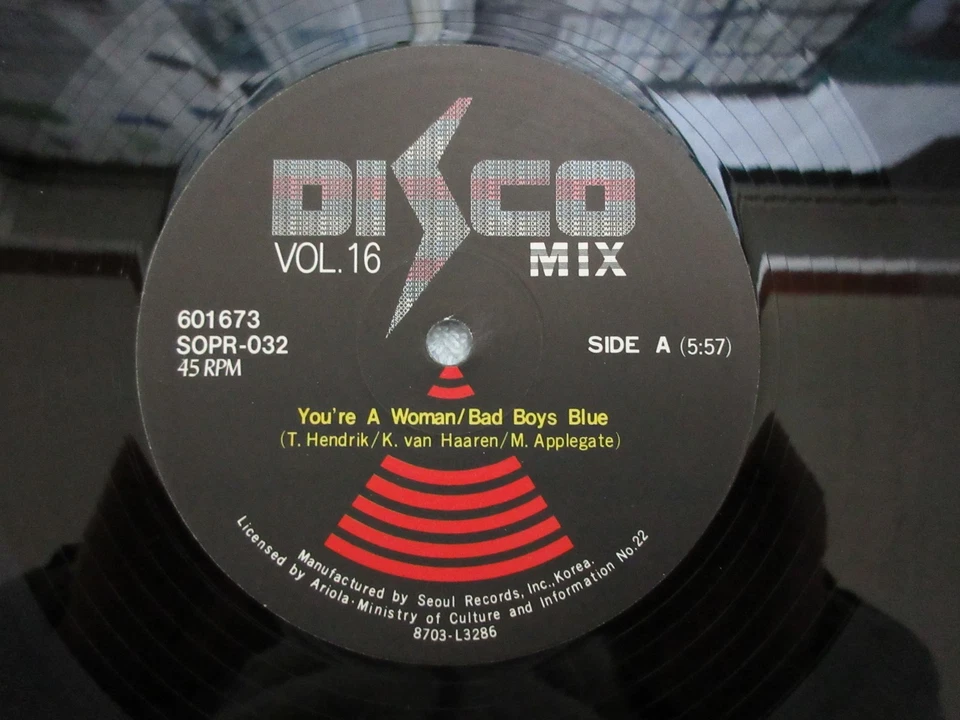 DISCO
VOL.16 MIX
601673
SOPR-032
45 RPM
SIDE A (5:57)
You're A Woman/Bad Boys Blue
(T. Hendrik/K. van Haaren/M. Applegate)
Manufactured by Seoul Records, Inc., Korea.
Licensed by Ariola·Ministry of Culture and Information No.22
8703-L3286